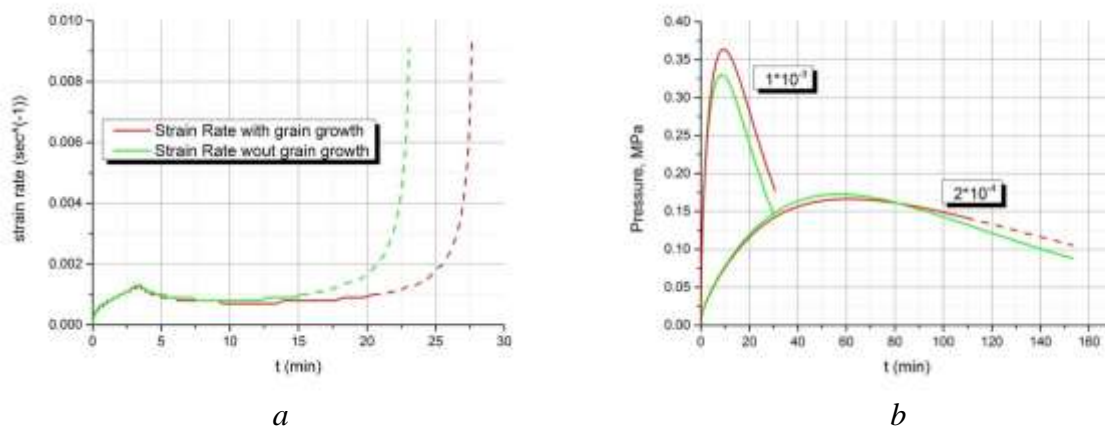 0.010
0.008
0.006
0.004
0.002
0.000
strain rate (sec^(-1))
Strain Rate with grain growth
Strain Rate wout grain growth
0 5 10 15 20 25 30
t (min)
a
0.40
0.35
0.30
0.25
0.20
0.15
0.10
0.05
0.00
Pressure, MPa
1*10⁻³
2*10⁻⁴
0 20 40 60 80 100 120 140 160
t (min)
b